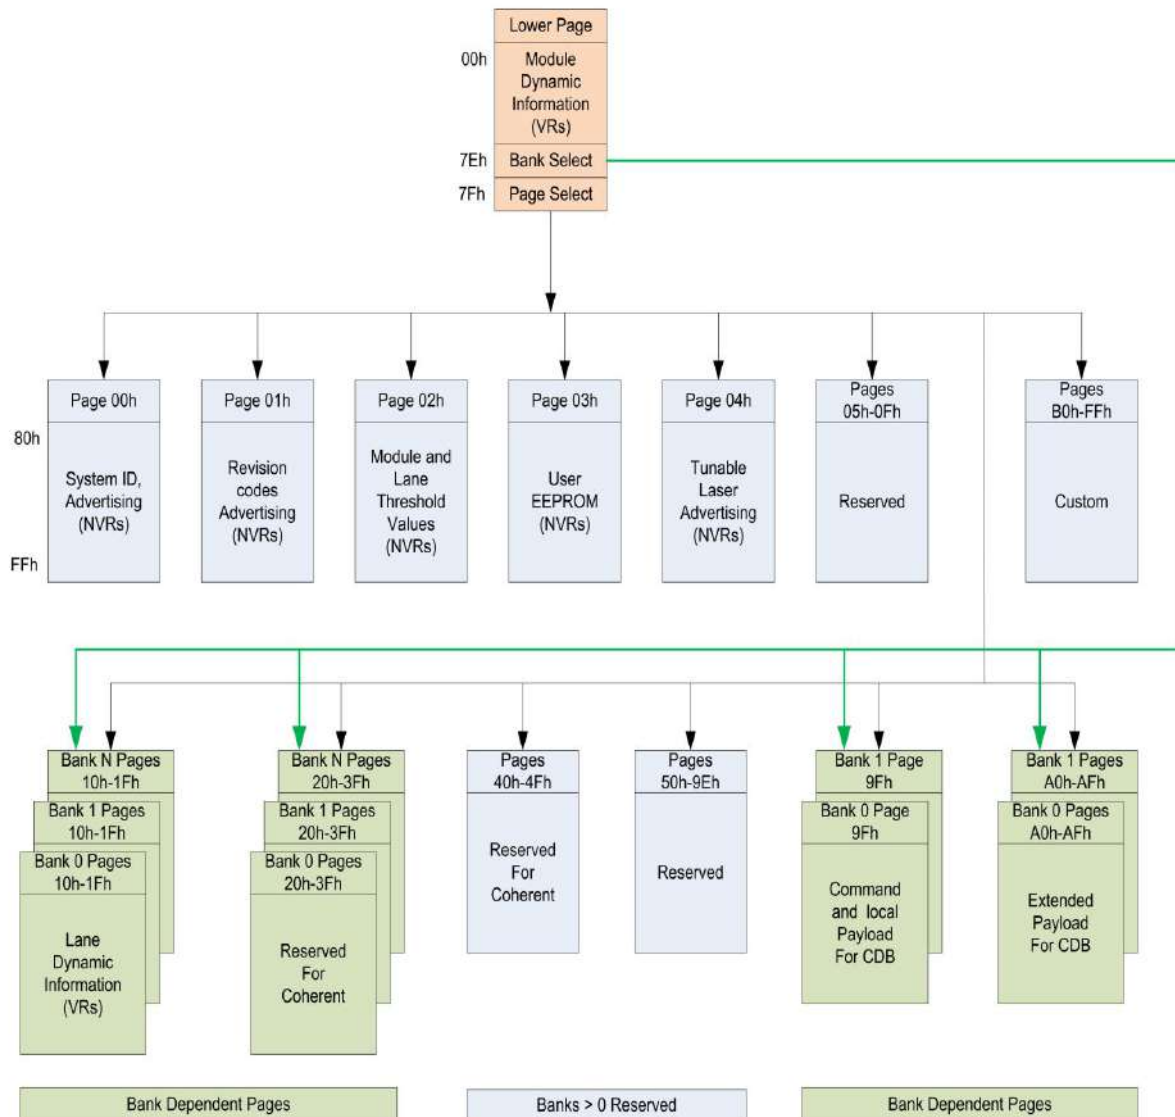 Lower Page
00h
Module
Dynamic
Information
(VRs)
7Eh
Bank Select
7Fh
Page Select
Page 00h
Page 01h
Page 02h
Page 03h
Page 04h
Pages
05h-0Fh
Pages
B0h-FFh
80h
System ID,
Advertising
(NVRs)
Revision
codes
Advertising
(NVRs)
Module and
Lane
Threshold
Values
(NVRs)
User
EEPROM
(NVRs)
Tunable
Laser
Advertising
(NVRs)
Reserved
Custom
FFh
Bank N Pages
10h-1Fh
Bank 1 Pages
10h-1Fh
Bank 0 Pages
10h-1Fh
Lane
Dynamic
Information
(VRs)
Bank N Pages
20h-3Fh
Bank 1 Pages
20h-3Fh
Bank 0 Pages
20h-3Fh
Reserved
For
Coherent
Pages
40h-4Fh
Reserved
For
Coherent
Pages
50h-9Eh
Reserved
Bank 1 Page
9Fh
Bank 0 Page
9Fh
Command
and local
Payload
For CDB
Bank 1 Pages
A0h-AFh
Bank 0 Pages
A0h-AFh
Extended
Payload
For CDB
Bank Dependent Pages
Banks > 0 Reserved
Bank Dependent Pages